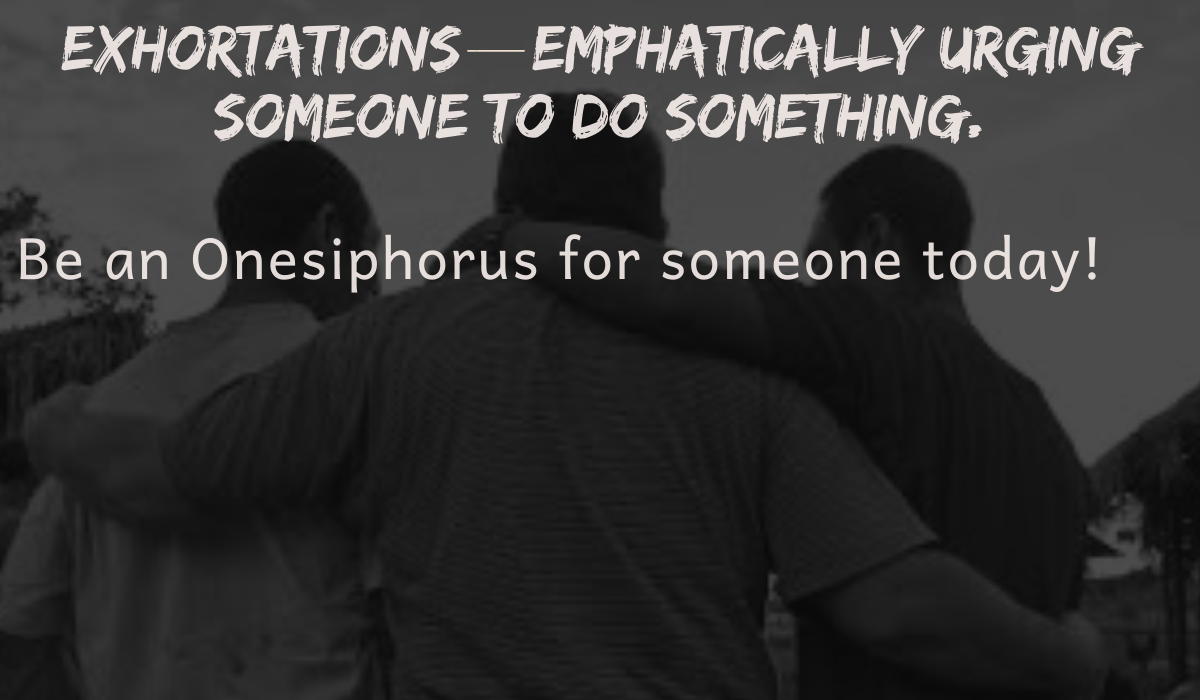 EXHORTATIONS—EMPHATICALLY URGING
SOMEONE TO DO SOMETHING.
Be an Onesiphorus for someone today!